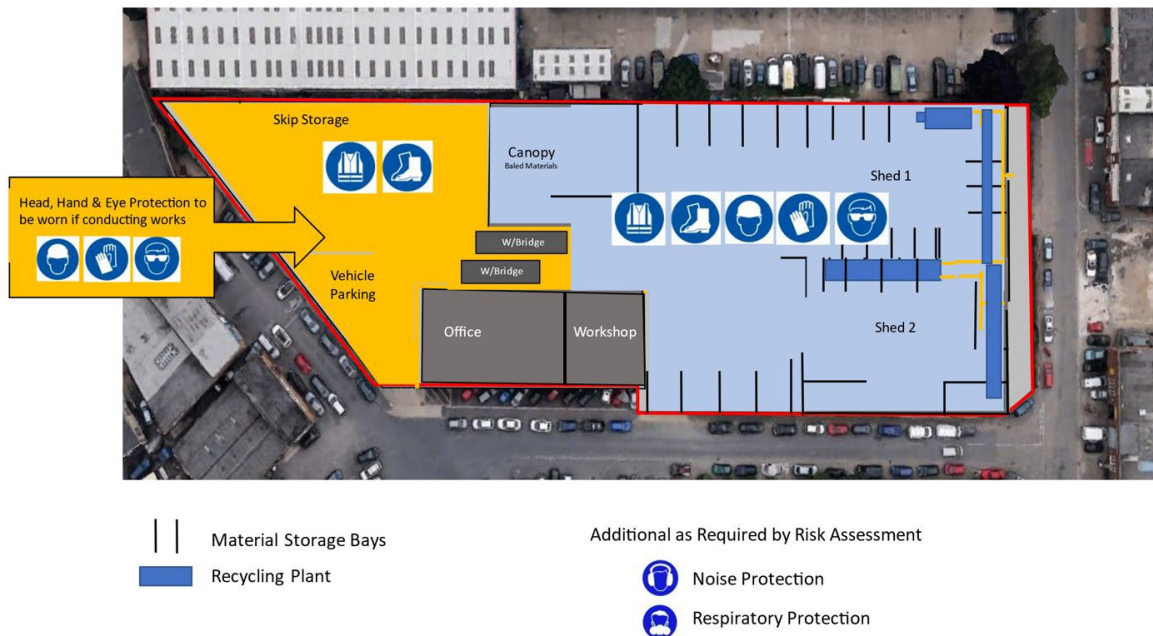 Skip Storage
Canopy
Baled Materials
Shed 1
Head, Hand & Eye Protection to
be worn if conducting works
W/Bridge
W/Bridge
Vehicle
Parking
Office
Workshop
Shed 2
Material Storage Bays
Recycling Plant
Additional as Required by Risk Assessment
Noise Protection
Respiratory Protection